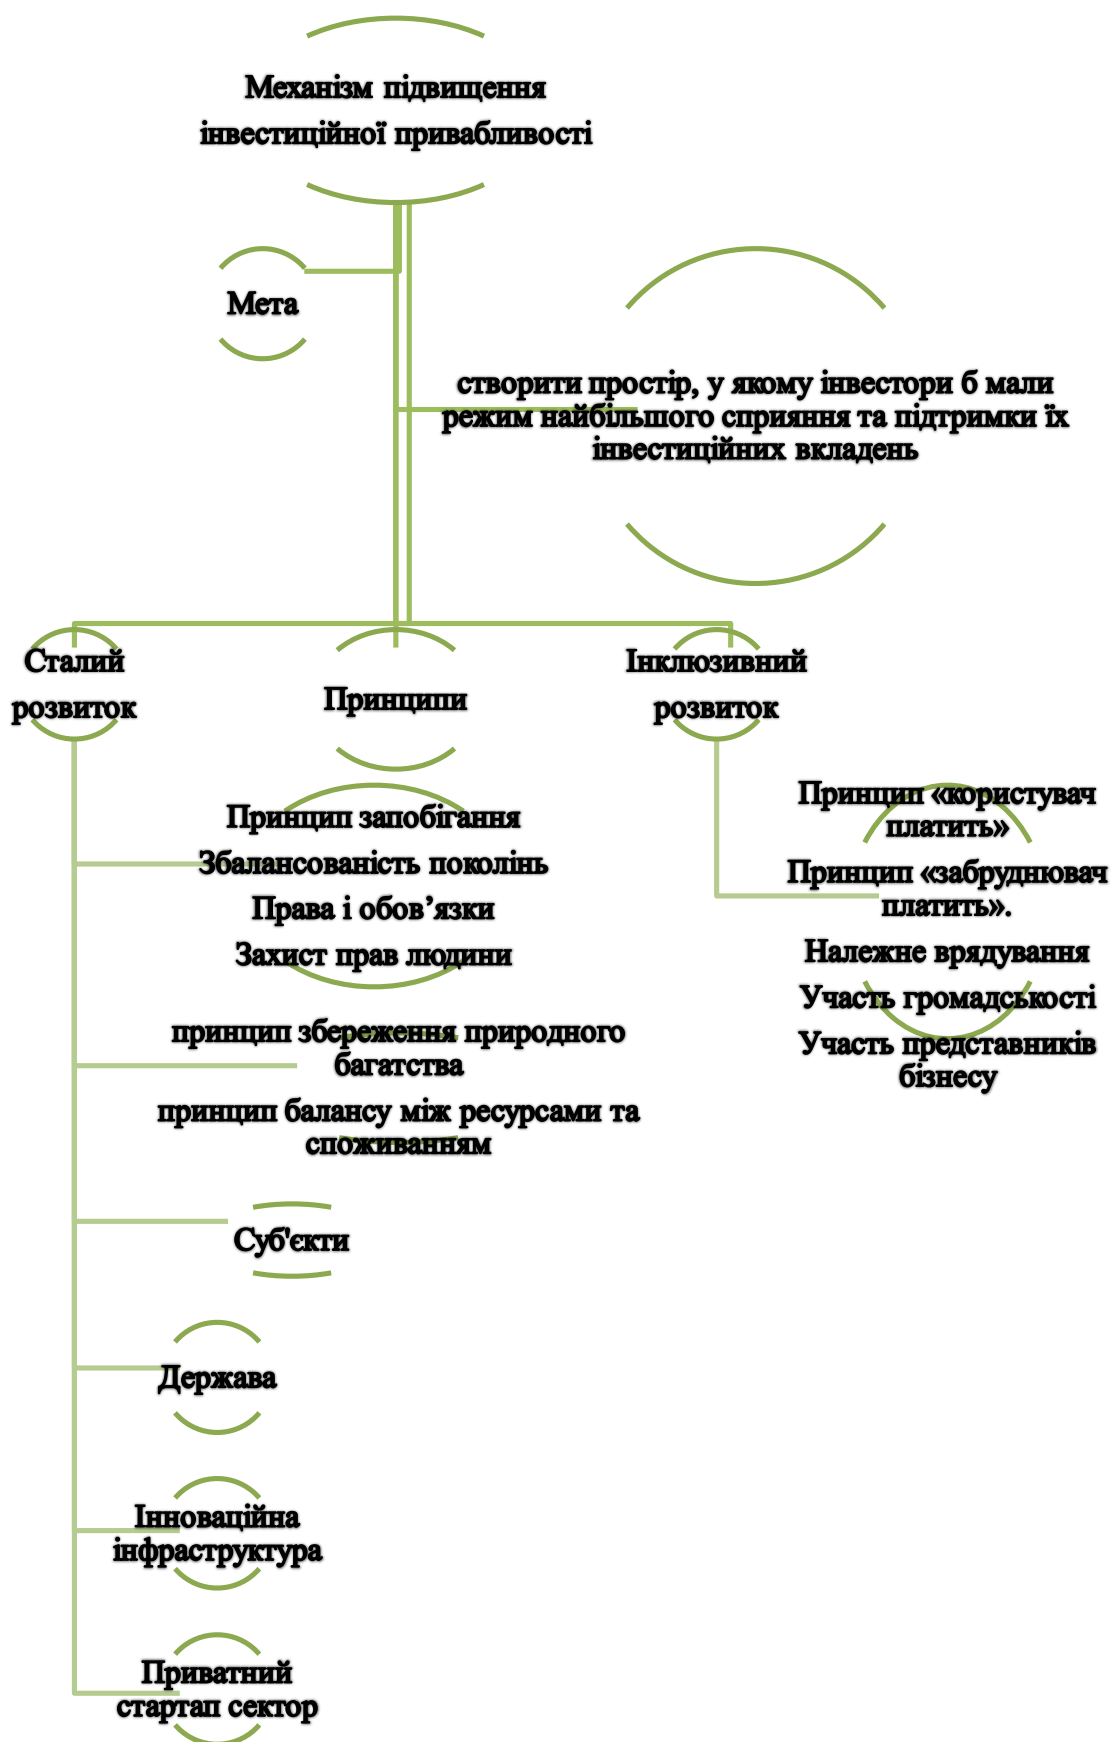 Механізм підвищення
інвестиційної привабливості
Мета
створити простір, у якому інвестори б мали
режим найбільшого сприяння та підтримки їх
інвестиційних вкладень
Сталий
розвиток
Принципи
Інклюзивний
розвиток
Принцип запобігання
Збалансованість поколінь
Права і обов’язки
Захист прав людини
Принцип «користувач
платить»
Принцип «забруднювач
платить».
Належне врядування
Участь громадськості
Участь представників
бізнесу
принцип збереження природного
багатства
принцип балансу між ресурсами та
споживанням
Суб'єкти
Держава
Інноваційна
інфраструктура
Приватний
стартап сектор